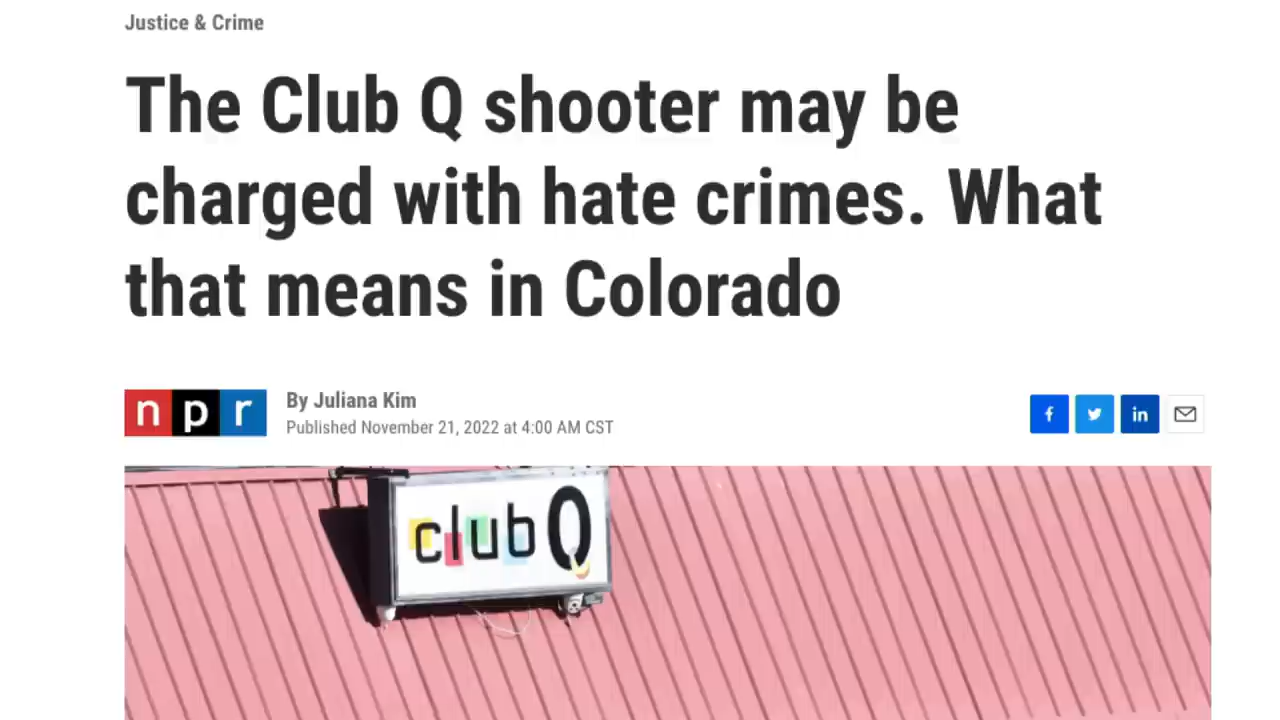 Justice & Crime
The Club Q shooter may be
charged with hate crimes. What
that means in Colorado
npr
By Juliana Kim
Published November 21, 2022 at 4:00 AM CST
f
in
club Q